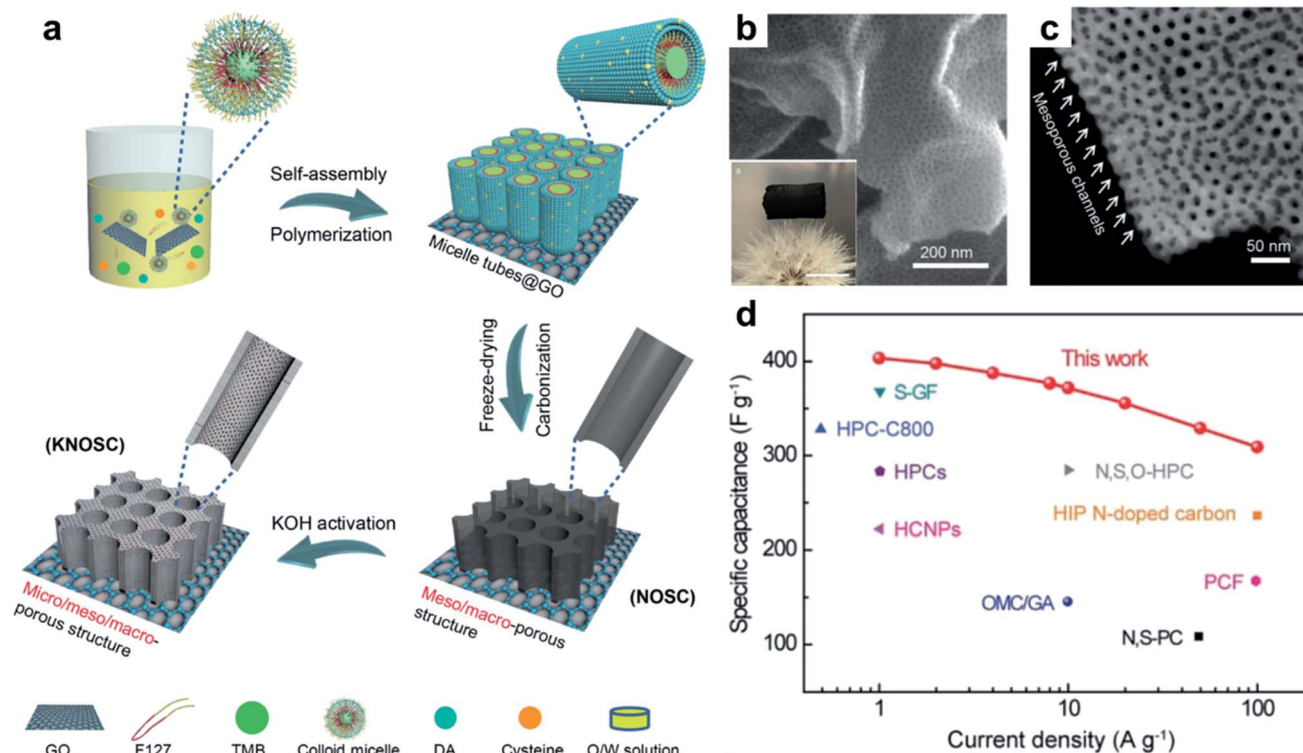 a
Self-assembly
Polymerization
Micelle tubes@GO
Freeze-drying
Carbonization
(KNOSC)
KOH activation
(NOSC)
Micro/meso/macro-
porous structure
Meso/macro-porous
structure
GO
F127
TMB
Colloid micelle
DA
Cysteine
O/W solution
b
a
200 nm
c
Mesoporous channels
50 nm
d
Specific capacitance (F g⁻¹)
400
300
200
100
This work
S-GF
HPC-C800
HPCs
N,S,O-HPC
HIP N-doped carbon
HCNPs
PCF
OMC/GA
N,S-PC
1
10
100
Current density (A g⁻¹)